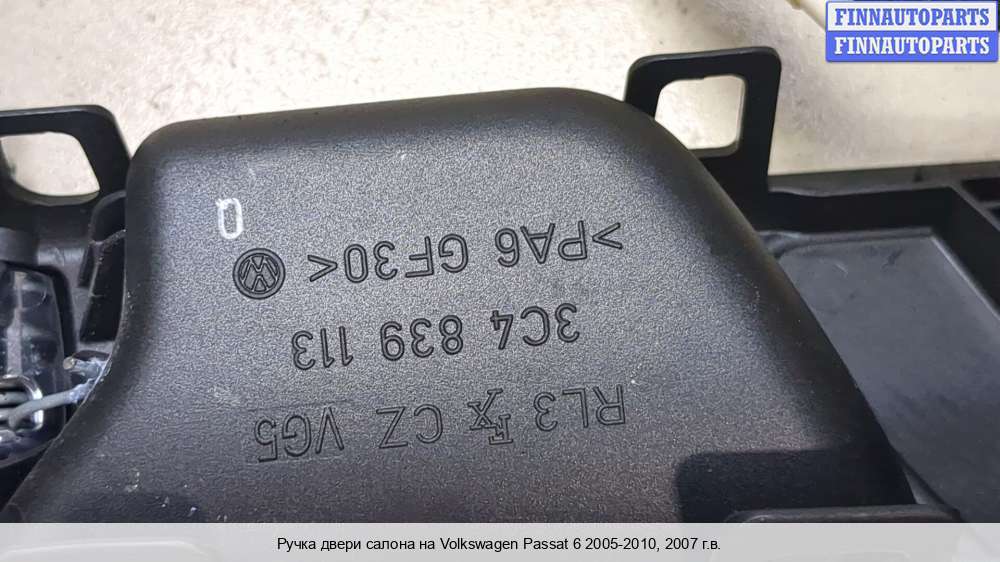 FINNAUTOPARTS
FINNAUTOPARTS
RL3 FX CZ VG5
3C4 839 113
>PA6 GF30<
Ручка двери салона на Volkswagen Passat 6 2005-2010, 2007 г.в.